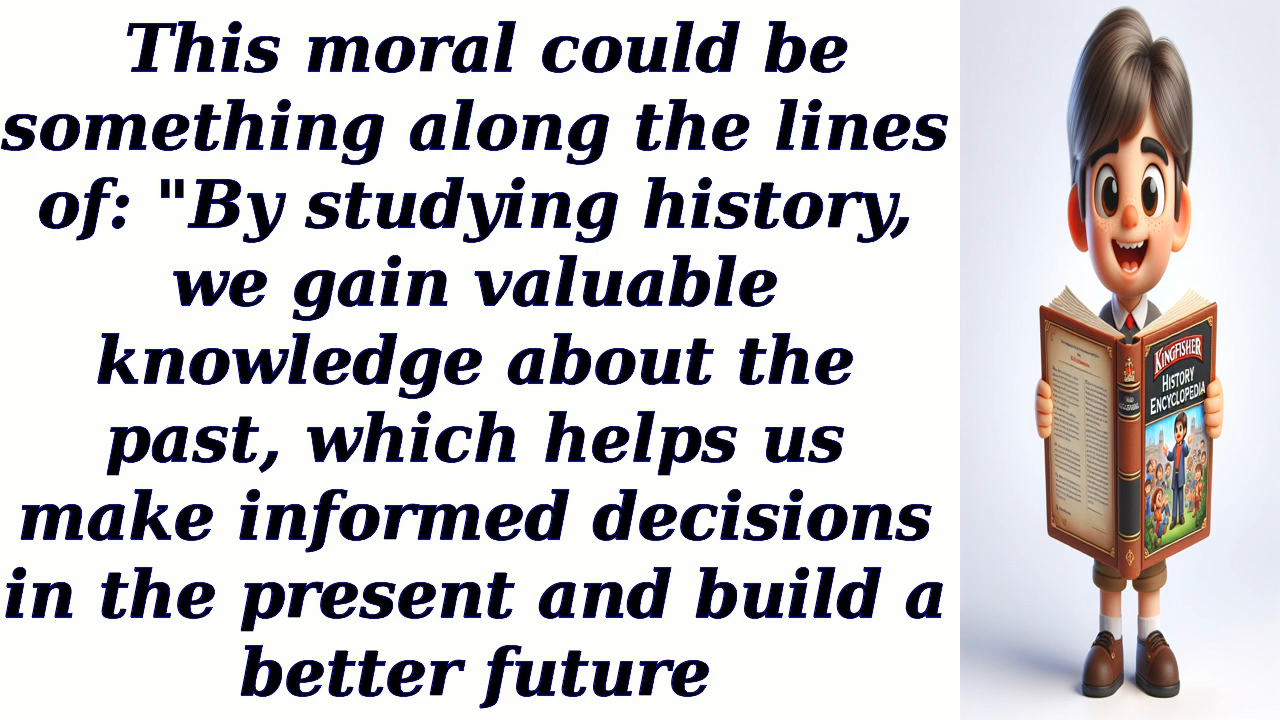 This moral could be
something along the lines
of: "By studying history,
we gain valuable
knowledge about the
past, which helps us
make informed decisions
in the present and build a
better future
KINGFISHER
HISTORY
ENCYCLOPEDIA